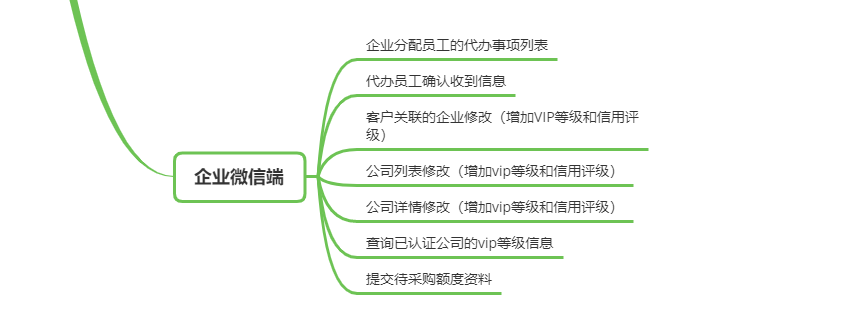 企业分配员工的代办事项列表
代办员工确认收到信息
客户关联的企业修改（增加VIP等级和信用评
级）
企业微信端
公司列表修改（增加vip等级和信用评级）
公司详情修改（增加vip等级和信用评级）
查询已认证公司的vip等级信息
提交待采购额度资料